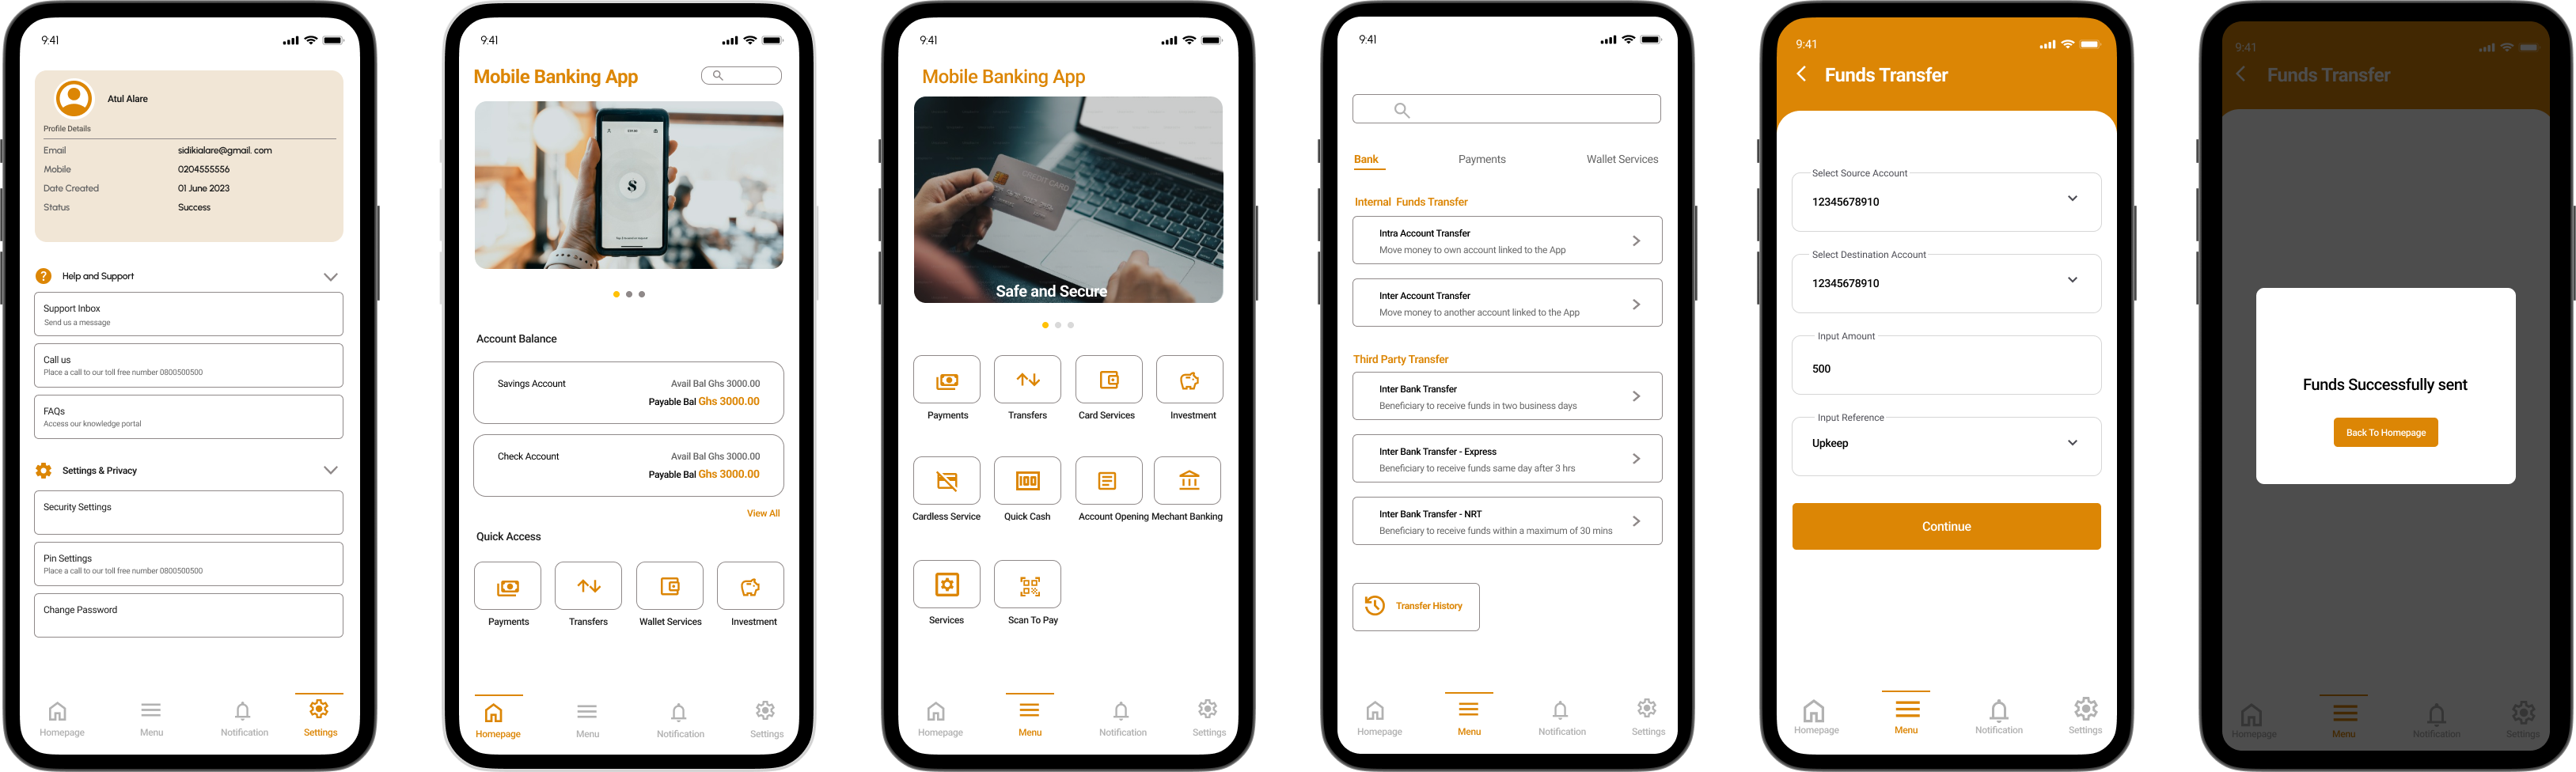 9:41
Atul Alare
Profile Details
Email sidikialare@gmail. com
Mobile 0204555556
Date Created 01 June 2023
Status Success
Help and Support
Support Inbox
Send us a message
Call us
Place a call to our toll free number 0800500500
FAQs
Access our knowledge portal
Settings & Privacy
Security Settings
Pin Settings
Place a call to our toll free number 0800500500
Change Password
Homepage Menu Notification Settings
9:41
Mobile Banking App
Account Balance
Savings Account Avail Bal Ghs 3000.00
Payable Bal Ghs 3000.00
Check Account Avail Bal Ghs 3000.00
Payable Bal Ghs 3000.00
View All
Quick Access
Payments Transfers Wallet Services Investment
Homepage Menu Notification Settings
9:41
Mobile Banking App
CREDIT CARD
Safe and Secure
Payments Transfers Card Services Investment
Cardless Service Quick Cash Account Opening Mechant Banking
Services Scan To Pay
Homepage Menu Notification Settings
9:41
Bank Payments Wallet Services
Internal Funds Transfer
Intra Account Transfer
Move money to own account linked to the App
Inter Account Transfer
Move money to another account linked to the App
Third Party Transfer
Inter Bank Transfer
Beneficiary to receive funds in two business days
Inter Bank Transfer - Express
Beneficiary to receive funds same day after 3 hrs
Inter Bank Transfer - NRT
Beneficiary to receive funds within a maximum of 30 mins
Transfer History
Homepage Menu Notification Settings
9:41
Funds Transfer
Select Source Account
12345678910
Select Destination Account
12345678910
Input Amount
500
Input Reference
Upkeep
Continue
Homepage Menu Notification Settings
9:41
Funds Transfer
Funds Successfully sent
Back To Homepage
Homepage Menu Notification Settings